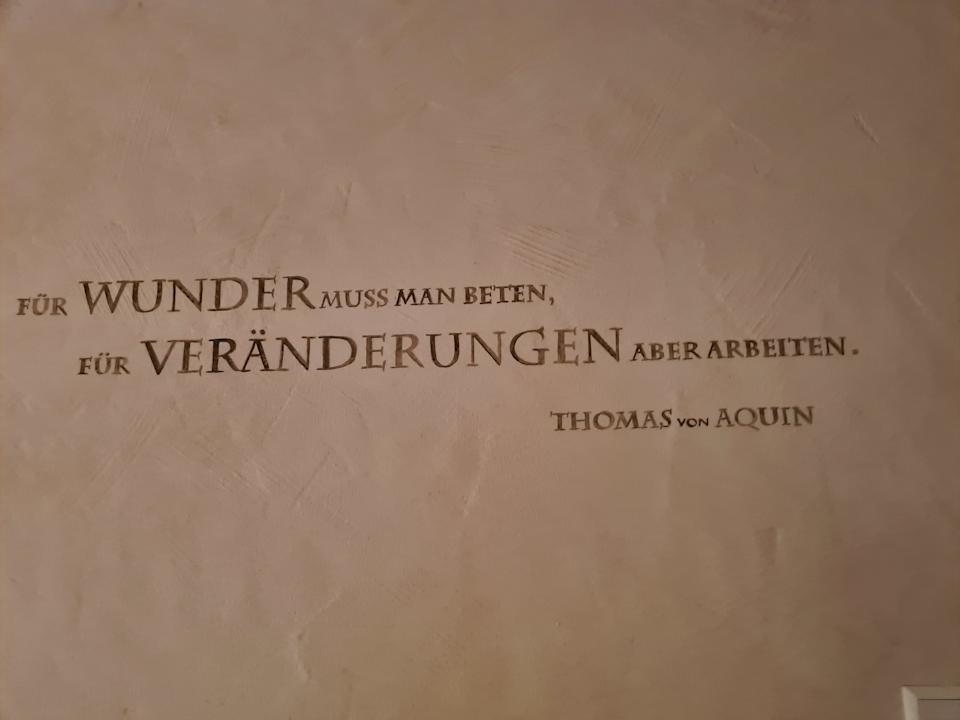 FÜR WUNDER MUSS MAN BETEN,
FÜR VERÄNDERUNGEN ABER ARBEITEN.
THOMAS VON AQUIN